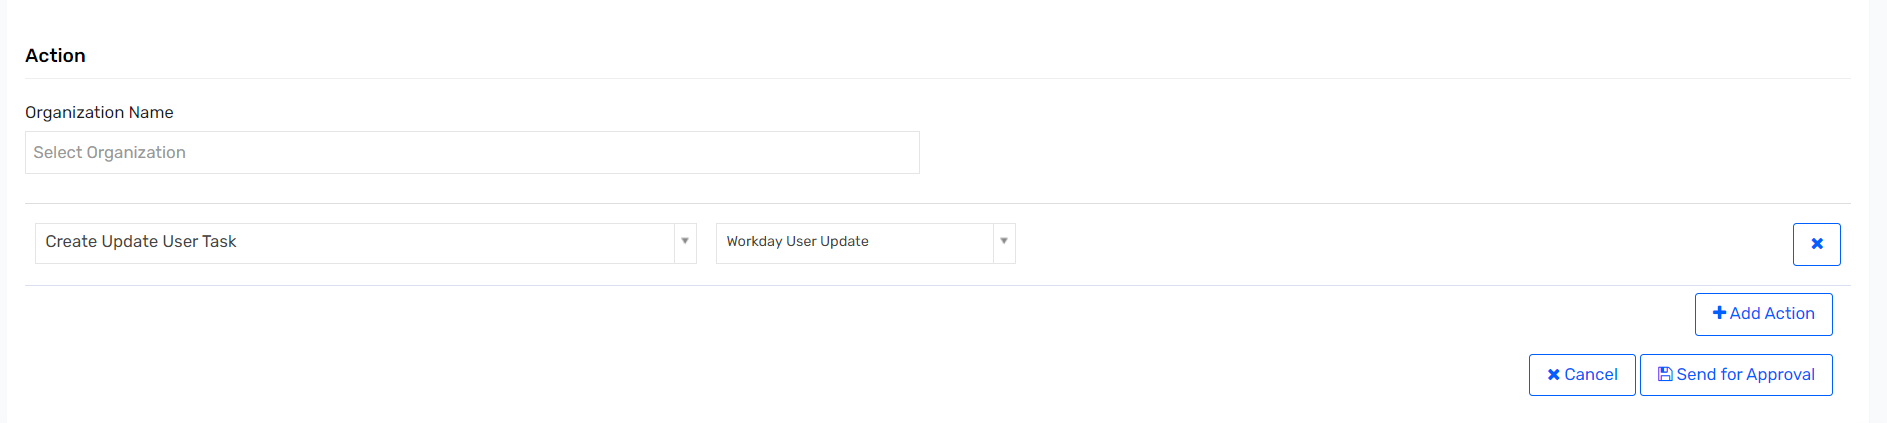 Action
Organization Name
Select Organization
Create Update User Task
Workday User Update
Add Action
Cancel
Send for Approval